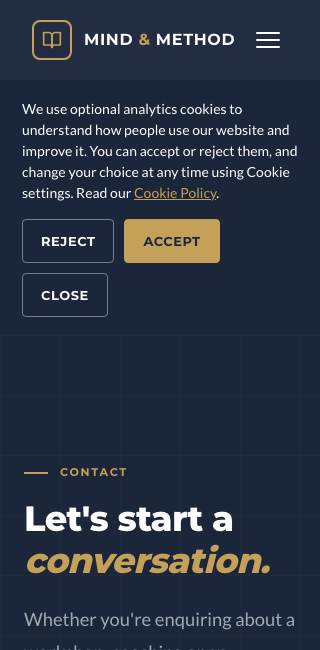 MIND & METHOD
We use optional analytics cookies to
understand how people use our website and
improve it. You can accept or reject them, and
change your choice at any time using Cookie
settings. Read our Cookie Policy.
REJECT
ACCEPT
CLOSE
CONTACT
Let's start a
conversation.
Whether you're enquiring about a